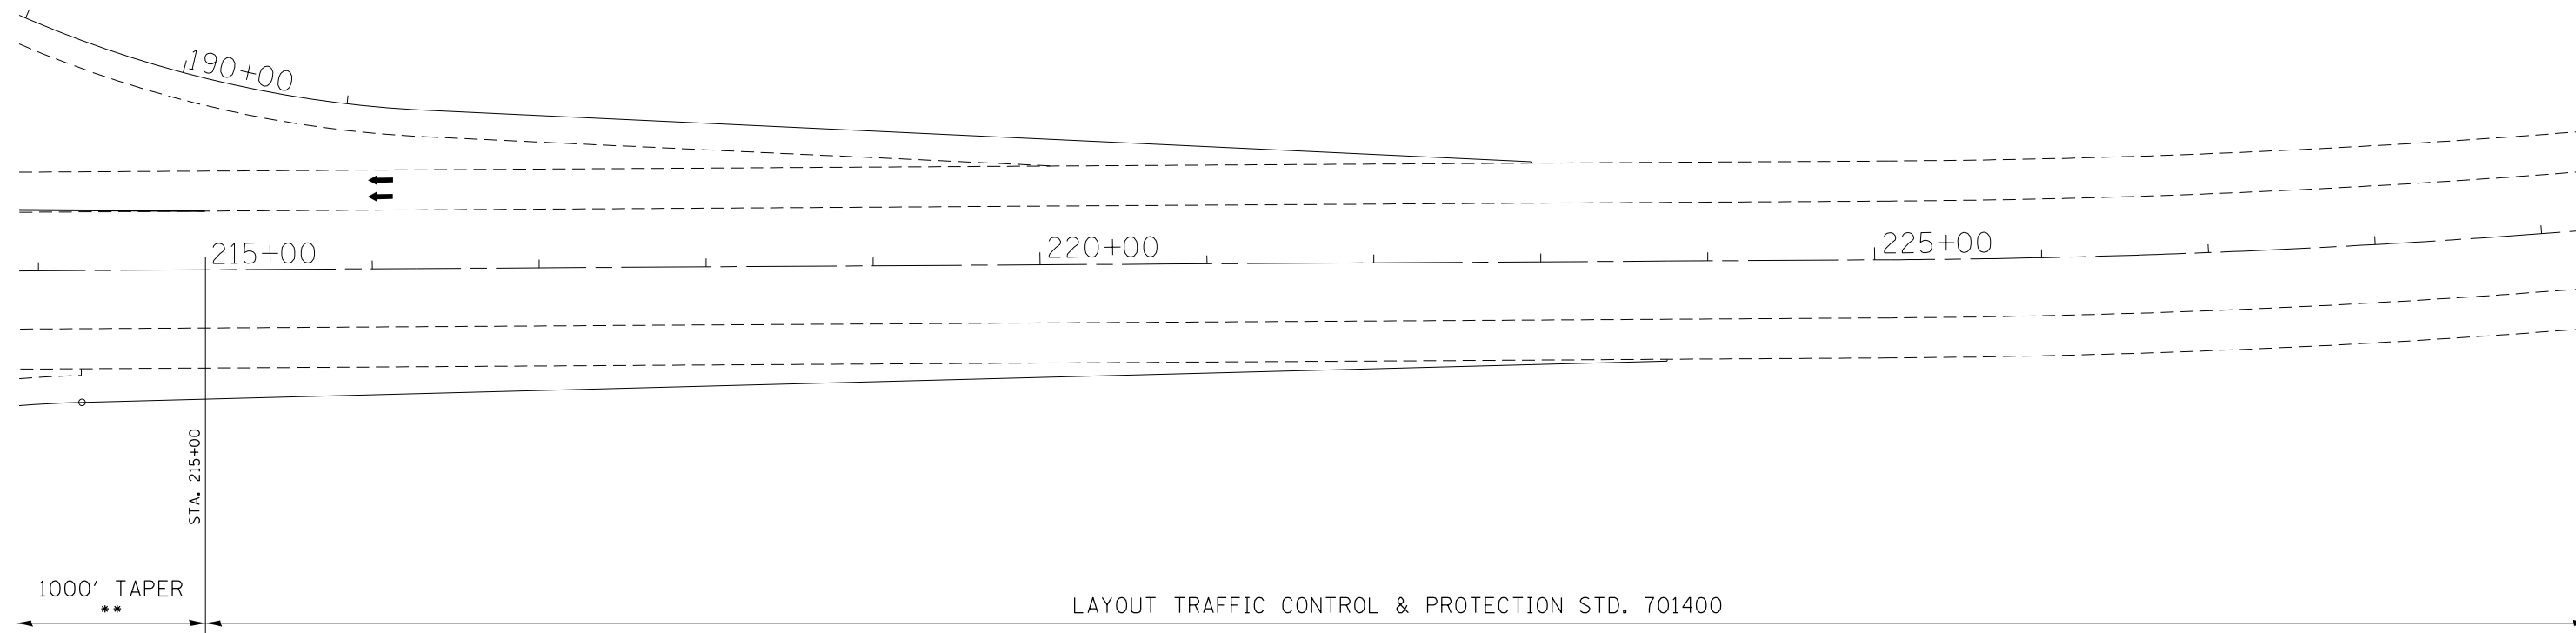 190+00
215+00
220+00
225+00
STA. 215+00
1000' TAPER
**
LAYOUT TRAFFIC CONTROL & PROTECTION STD. 701400